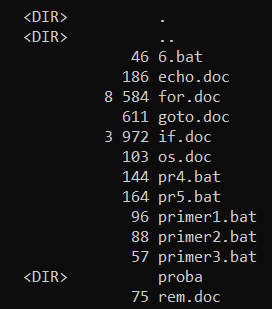 <DIR> .
<DIR> ..
46 6.bat
186 echo.doc
8 584 for.doc
611 goto.doc
3 972 if.doc
103 os.doc
144 pr4.bat
164 pr5.bat
96 primer1.bat
88 primer2.bat
57 primer3.bat
<DIR> proba
75 rem.doc